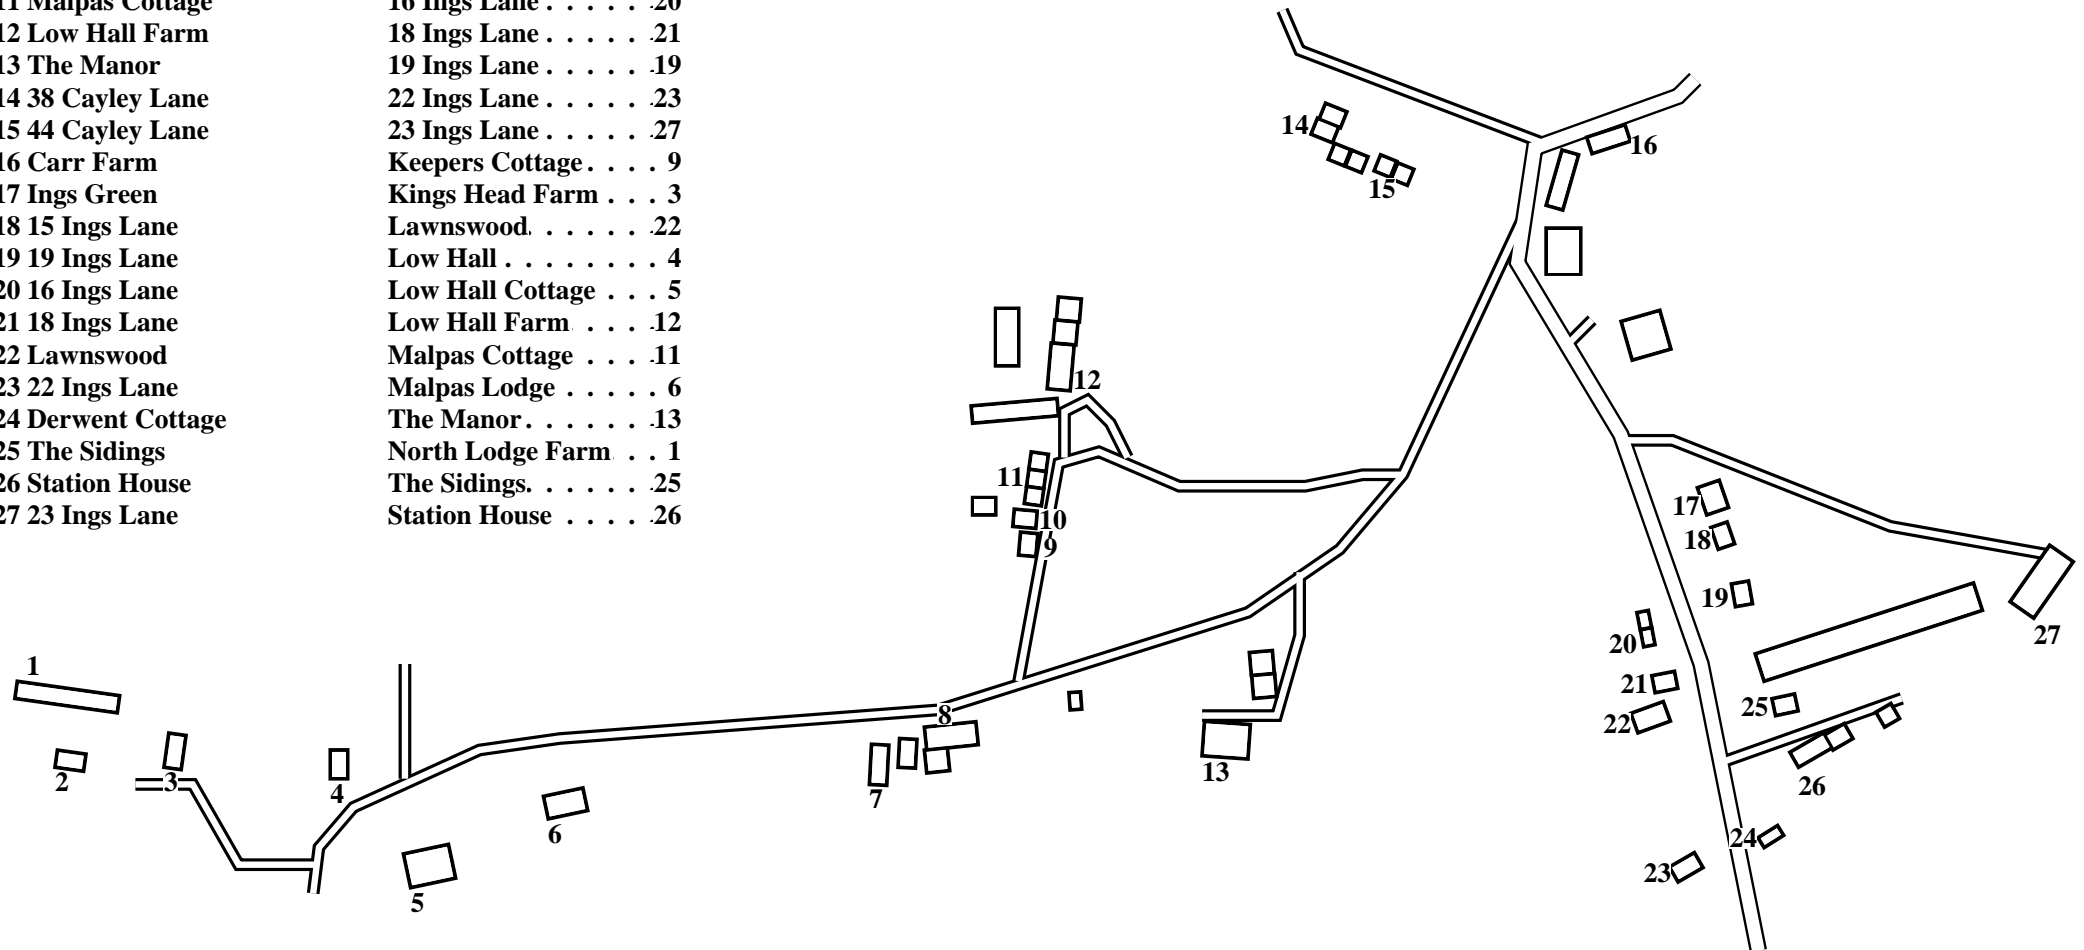 11 Malpas Cottage
12 Low Hall Farm
13 The Manor
14 38 Cayley Lane
15 44 Cayley Lane
16 Carr Farm
17 Ings Green
18 15 Ings Lane
19 19 Ings Lane
20 16 Ings Lane
21 18 Ings Lane
22 Lawnswood
23 22 Ings Lane
24 Derwent Cottage
25 The Sidings
26 Station House
27 23 Ings Lane
16 Ings Lane . . . . . 20
18 Ings Lane . . . . . 21
19 Ings Lane . . . . . 19
22 Ings Lane . . . . . 23
23 Ings Lane . . . . . 27
Keepers Cottage . . . . 9
Kings Head Farm . . . 3
Lawnswood . . . . . . 22
Low Hall . . . . . . . . 4
Low Hall Cottage . . . 5
Low Hall Farm . . . . 12
Malpas Cottage . . . 11
Malpas Lodge . . . . . 6
The Manor . . . . . . 13
North Lodge Farm . . . 1
The Sidings . . . . . . 25
Station House . . . . 26
14
15
16
12
11
10
9
17
18
19
20
21
22
25
27
26
24
23
1
2
3
4
5
6
7
8
13